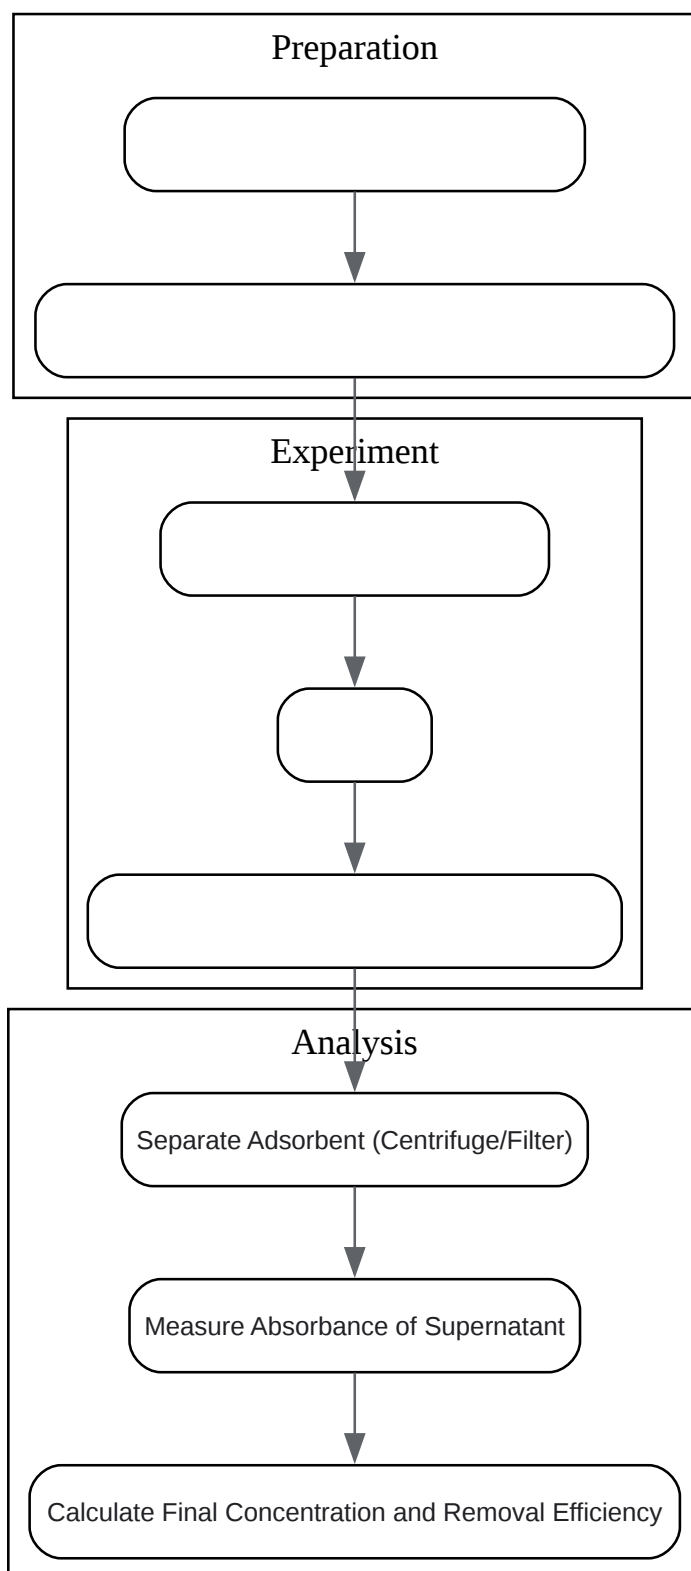 Preparation
Experiment
Analysis
Separate Adsorbent (Centrifuge/Filter)
Measure Absorbance of Supernatant
Calculate Final Concentration and Removal Efficiency